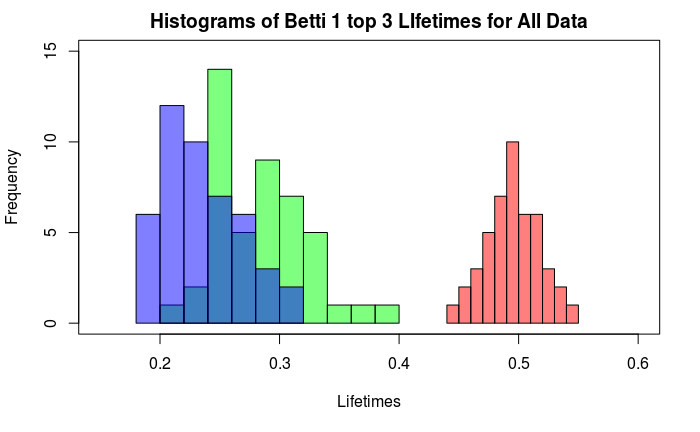 Histograms of Betti 1 top 3 LIfetimes for All Data
15
10
5
0
Frequency
0.2 0.3 0.4 0.5 0.6
Lifetimes